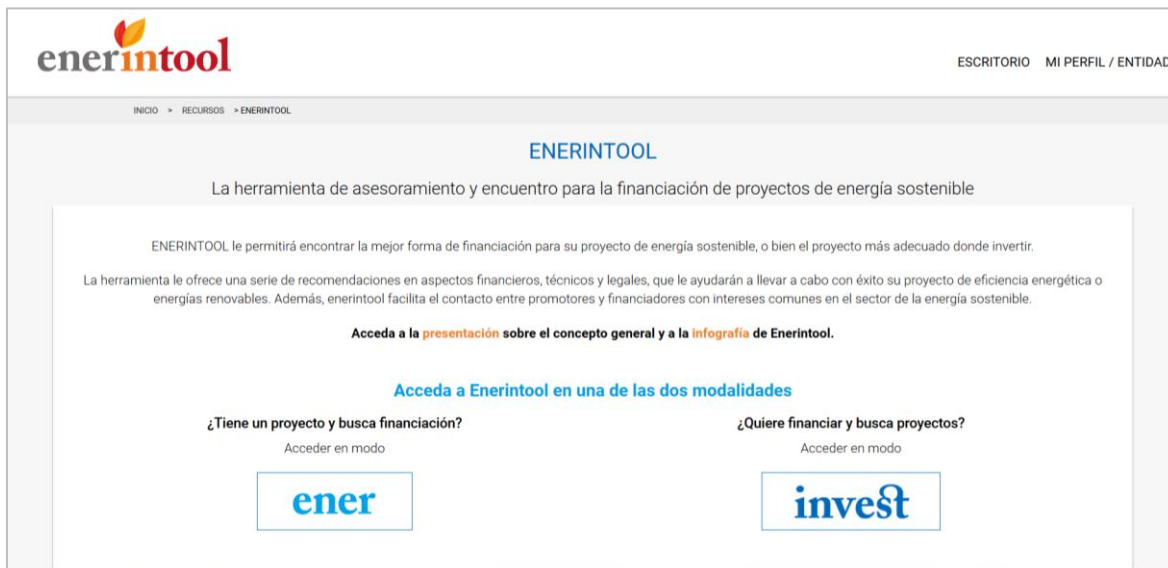 enerintool
ESCRITORIO MI PERFIL / ENTIDAD
INICIO > RECURSOS > ENERINTOOL
ENERINTOOL
La herramienta de asesoramiento y encuentro para la financiación de proyectos de energía sostenible
ENERINTOOL le permitirá encontrar la mejor forma de financiación para su proyecto de energía sostenible, o bien el proyecto más adecuado donde invertir.
La herramienta le ofrece una serie de recomendaciones en aspectos financieros, técnicos y legales, que le ayudarán a llevar a cabo con éxito su proyecto de eficiencia energética o
energías renovables. Además, enerintool facilita el contacto entre promotores y financiadores con intereses comunes en el sector de la energía sostenible.
Acceda a la presentación sobre el concepto general y a la infografía de Enerintool.
Acceda a Enerintool en una de las dos modalidades
¿Tiene un proyecto y busca financiación?
Acceder en modo
ener
¿Quiere financiar y busca proyectos?
Acceder en modo
invest